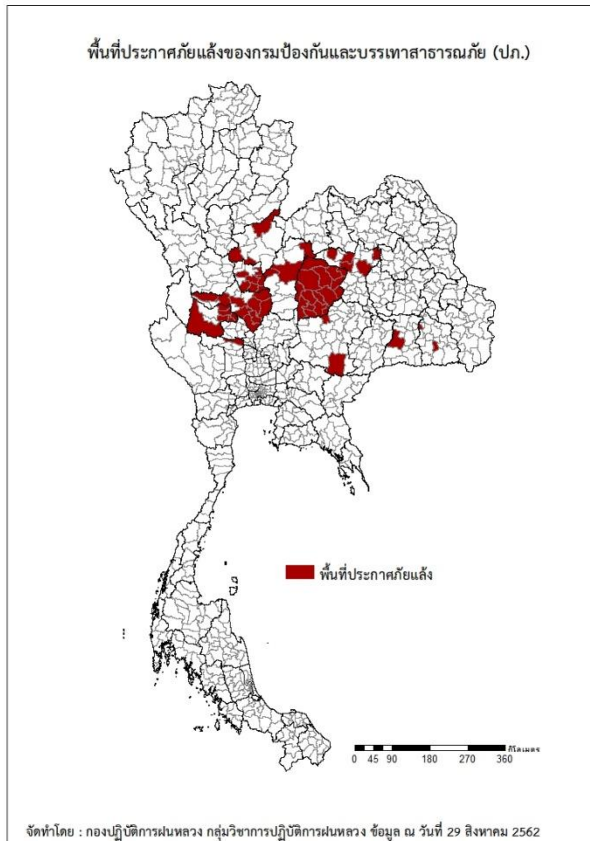 พื้นที่ประกาศภัยแล้งของกรมป้องกันและบรรเทาสาธารณภัย (ปภ.)
พื้นที่ประกาศภัยแล้ง
กิโลเมตร
0 45 90 180 270 360
จัดทำโดย : กองปฏิบัติการฝนหลวง กลุ่มวิชาการปฏิบัติการฝนหลวง ข้อมูล ณ วันที่ 29 สิงหาคม 2562